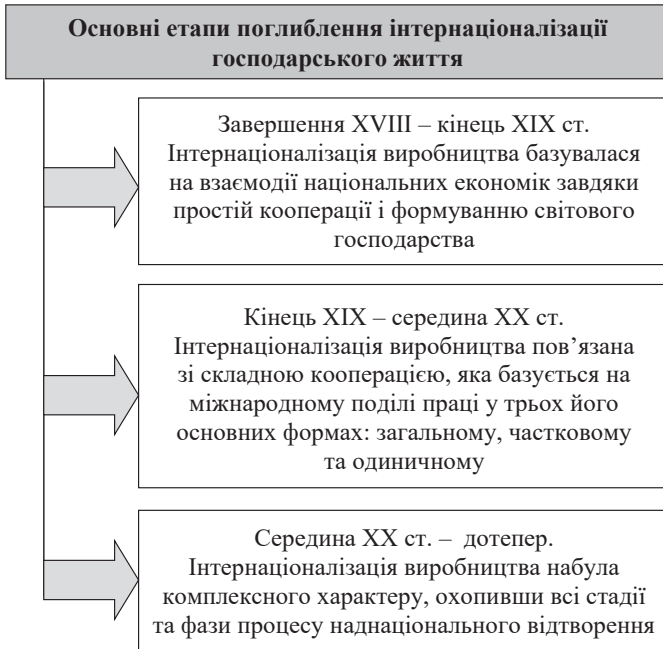 Основні етапи поглиблення інтернаціоналізації
господарського життя
Завершення XVIII – кінець XIX ст.
Інтернаціоналізація виробництва базувалася
на взаємодії національних економік завдяки
простій кооперації і формуванню світового
господарства
Кінець XIX – середина XX ст.
Інтернаціоналізація виробництва пов’язана
зі складною кооперацією, яка базується на
міжнародному поділі праці у трьох його
основних формах: загальному, частковому
та одиничному
Середина XX ст. – дотепер.
Інтернаціоналізація виробництва набула
комплексного характеру, охопивши всі стадії
та фази процесу наднаціонального відтворення